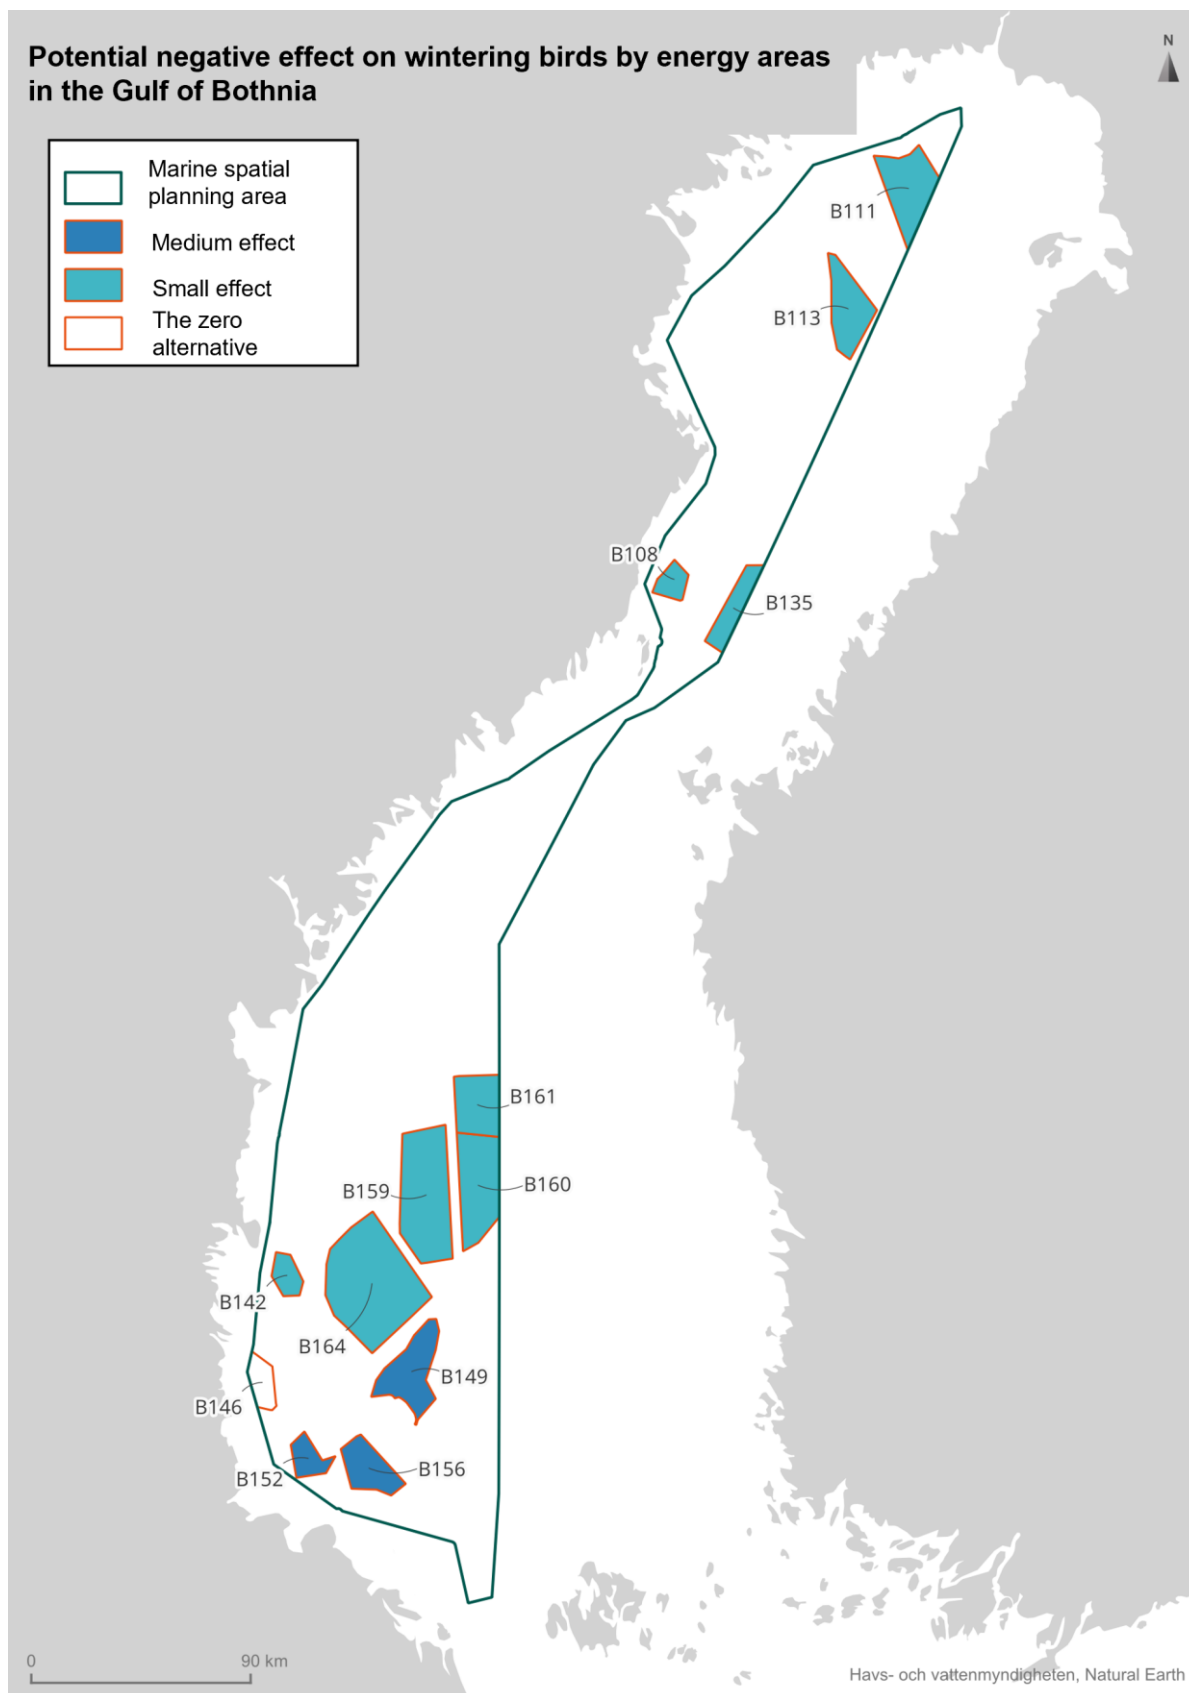 Potential negative effect on wintering birds by energy areas
in the Gulf of Bothnia
N
Marine spatial
planning area
Medium effect
Small effect
The zero
alternative
B111
B113
B108
B135
B161
B159
B160
B142
B164
B149
B146
B152
B156
0
90 km
Havs- och vattenmyndigheten, Natural Earth